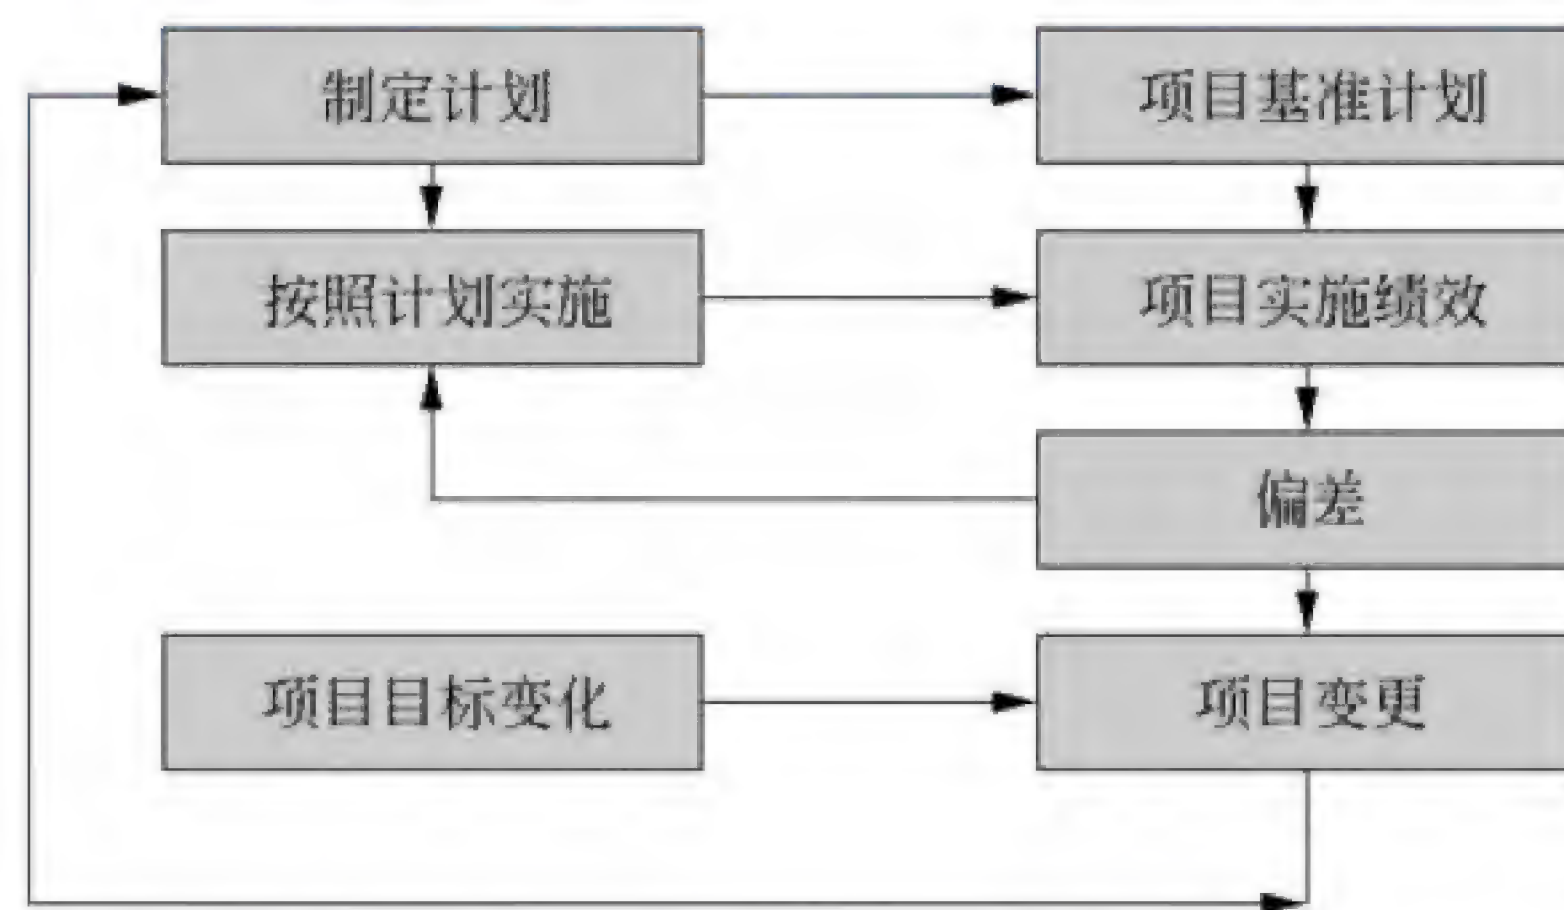 制定计划
项目基准计划
按照计划实施
项目实施绩效
偏差
项目目标变化
项目变更